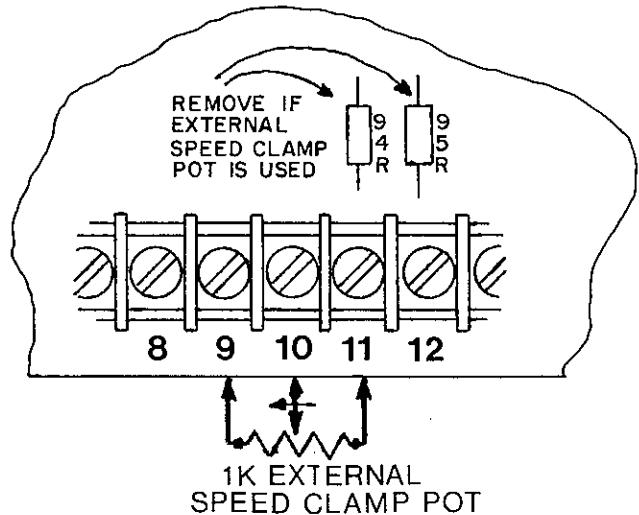 REMOVE IF
EXTERNAL
SPEED CLAMP
POT IS USED
94R
95R
8 9 10 11 12
1K EXTERNAL
SPEED CLAMP POT